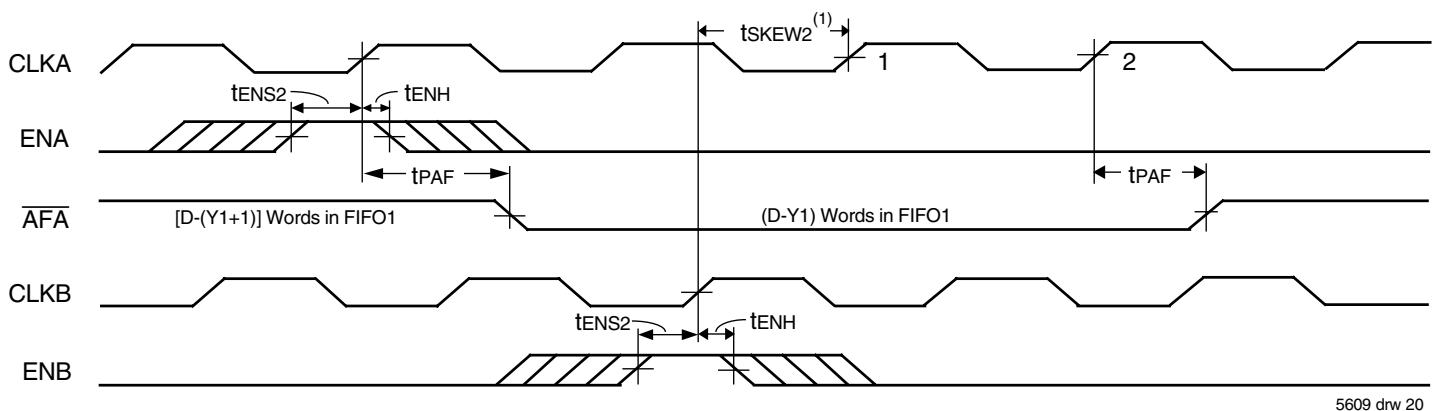 tSKEW2 (1)
CLKA
1
2
tENS2
tENH
ENA
tPAF
tPAF
AFA
[D-(Y1+1)] Words in FIFO1
(D-Y1) Words in FIFO1
CLKB
tENS2
tENH
ENB
5609 drw 20